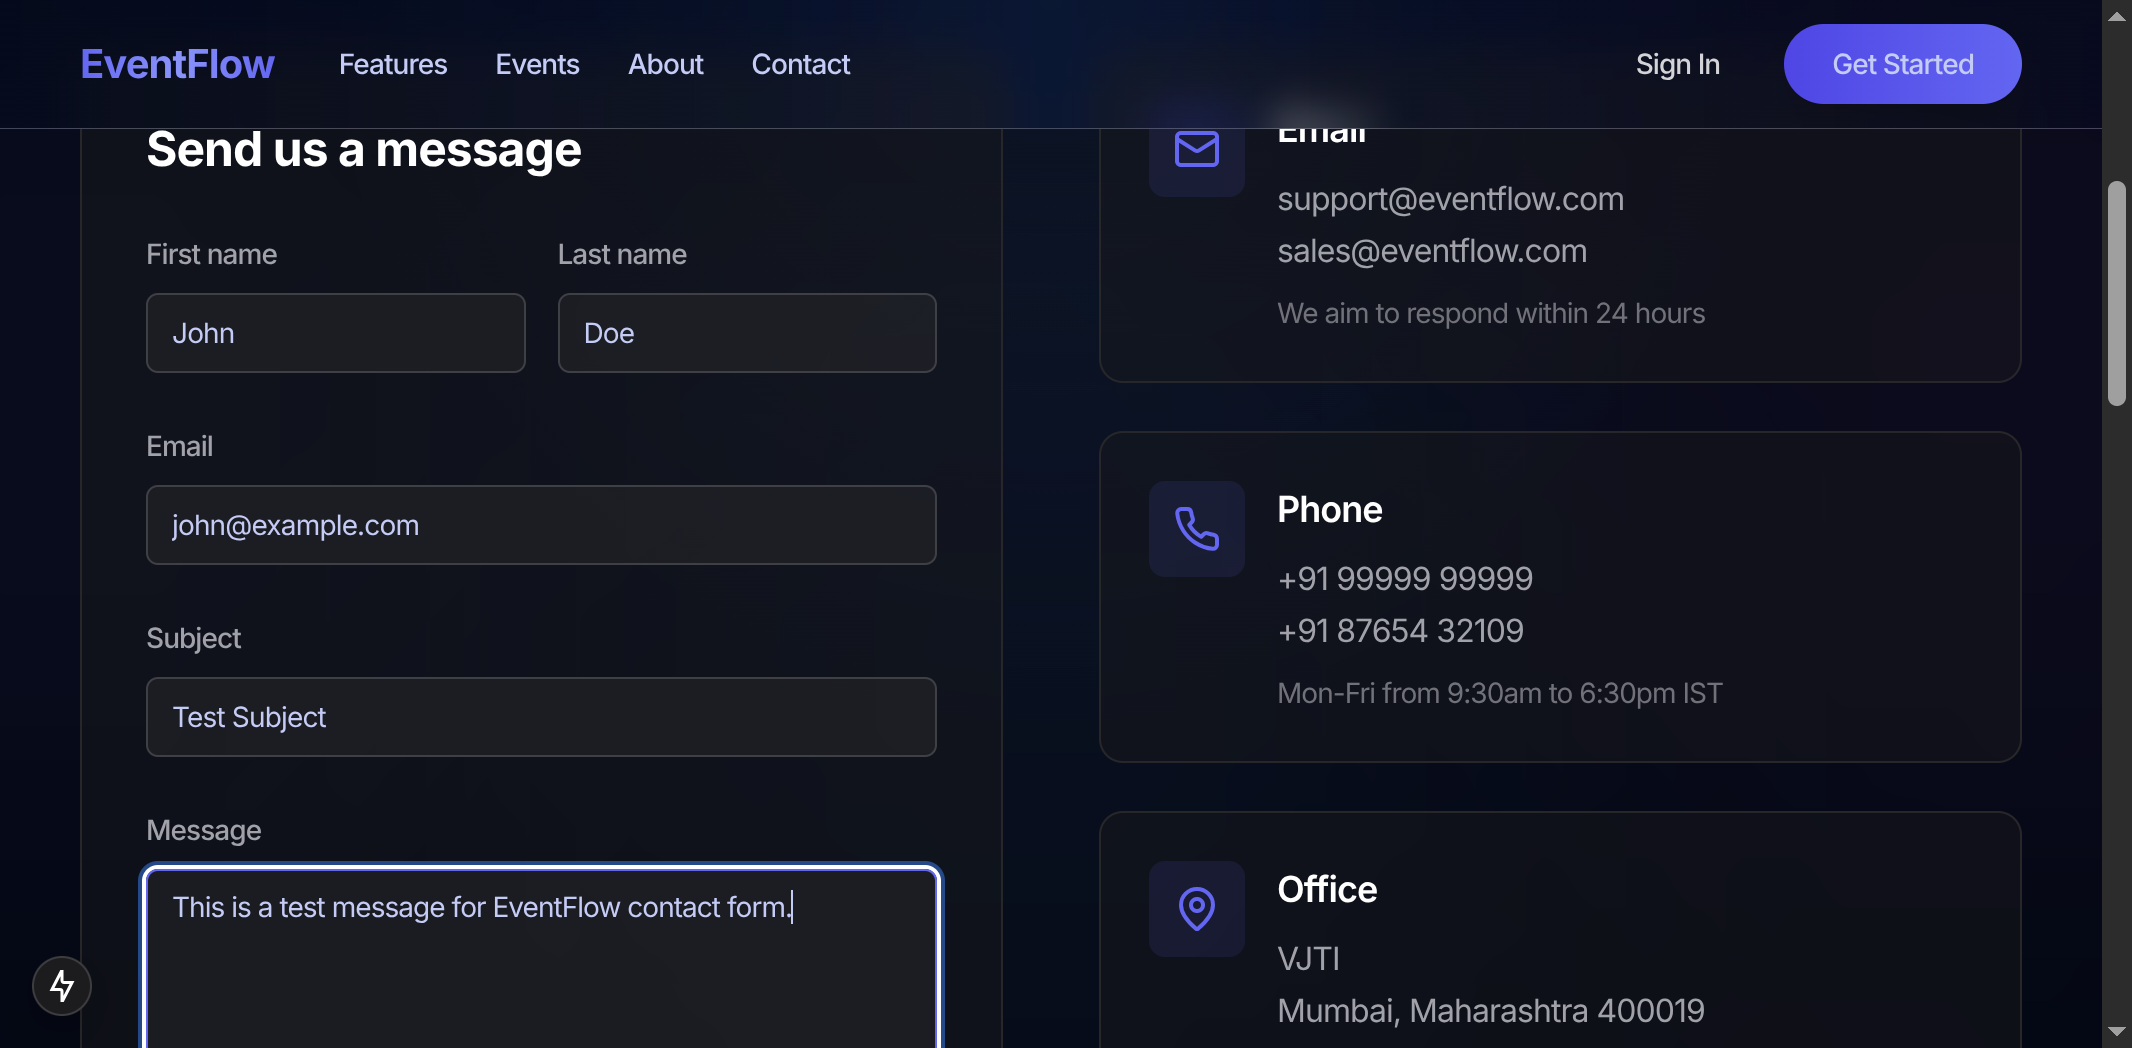 EventFlow
Features
Events
About
Contact
Sign In
Get Started
Send us a message
First name
Last name
John
Doe
Email
john@example.com
Subject
Test Subject
Message
This is a test message for EventFlow contact form.
Email
support@eventflow.com
sales@eventflow.com
We aim to respond within 24 hours
Phone
+91 99999 99999
+91 87654 32109
Mon-Fri from 9:30am to 6:30pm IST
Office
VJTI
Mumbai, Maharashtra 400019